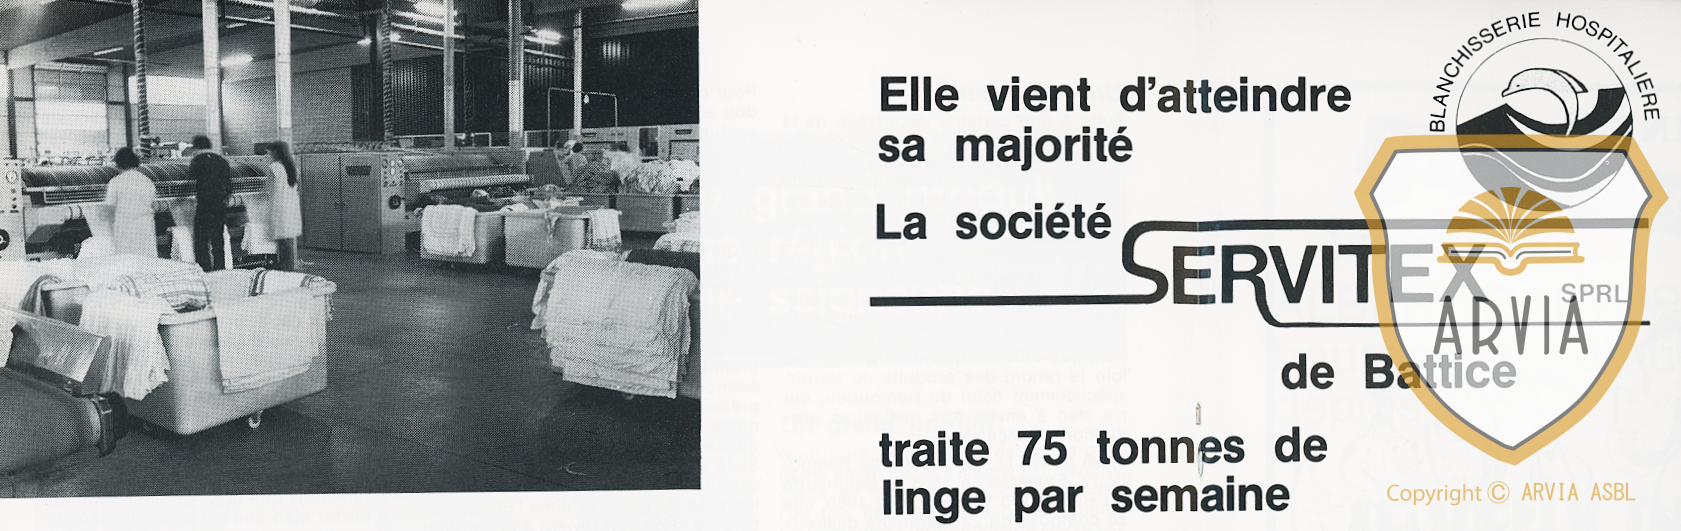 BLANCHISSERIE HOSPITALIERE
Elle vient d'atteindre
sa majorité
La société
SERVITEX
SPRL
ARVIA
de Battice
traite 75 tonnes de
linge par semaine
Copyright © ARVIA ASBL